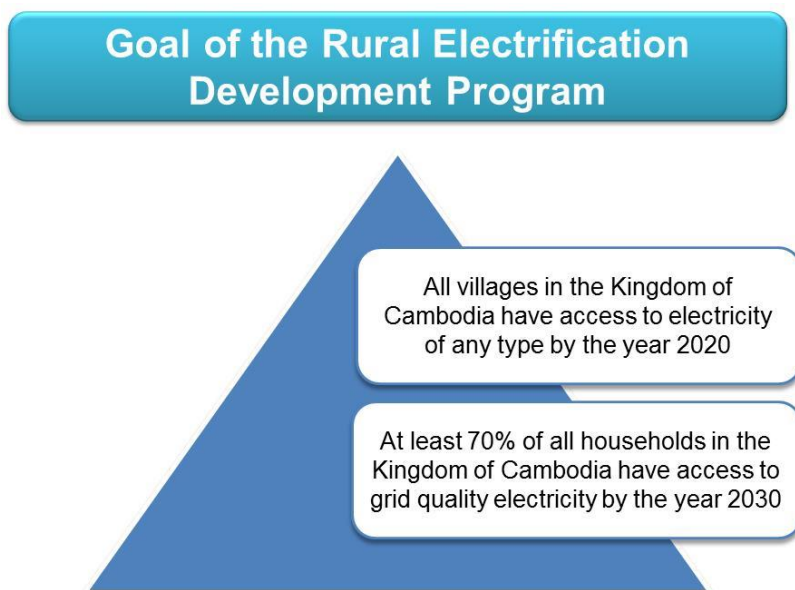 Goal of the Rural Electrification
Development Program
All villages in the Kingdom of
Cambodia have access to electricity
of any type by the year 2020
At least 70% of all households in the
Kingdom of Cambodia have access to
grid quality electricity by the year 2030